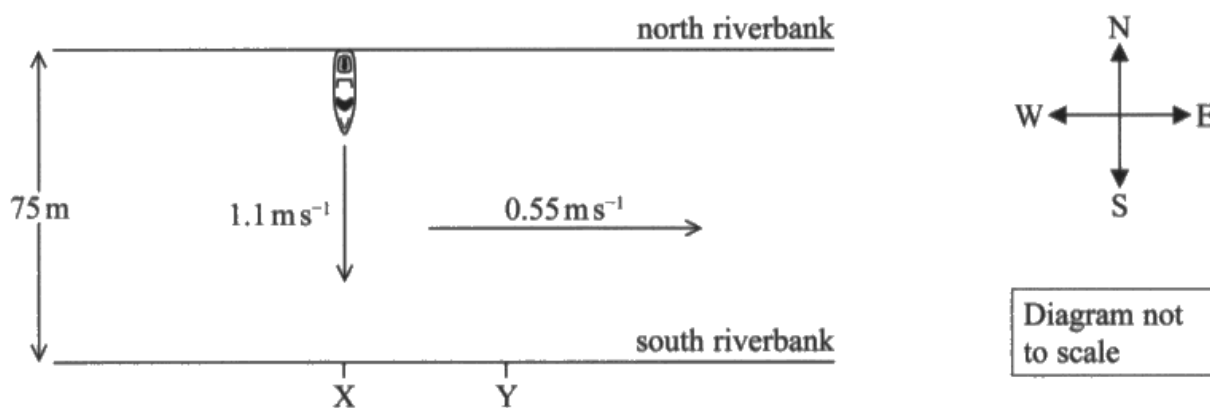 north riverbank
N
W E
75 m
1.1 m s⁻¹
0.55 m s⁻¹
S
Diagram not
to scale
south riverbank
X Y